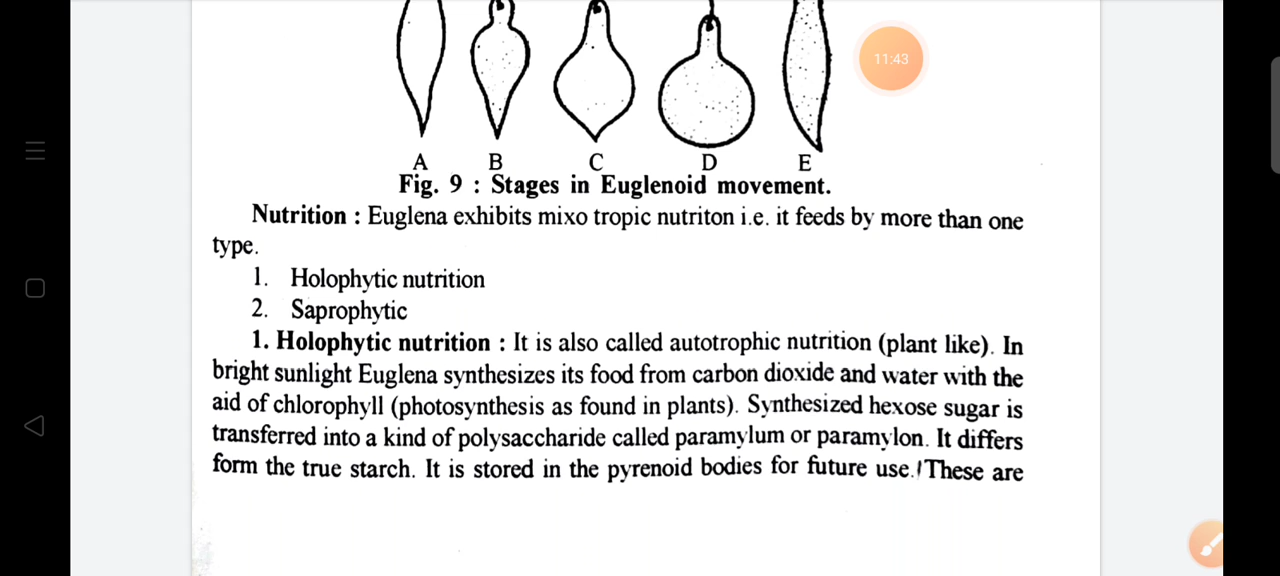 11:43
A B C D E
Fig. 9 : Stages in Euglenoid movement.
Nutrition : Euglena exhibits mixo tropic nutriton i.e. it feeds by more than one
type.
1. Holophytic nutrition
2. Saprophytic
1. Holophytic nutrition : It is also called autotrophic nutrition (plant like). In
bright sunlight Euglena synthesizes its food from carbon dioxide and water with the
aid of chlorophyll (photosynthesis as found in plants). Synthesized hexose sugar is
transferred into a kind of polysaccharide called paramylum or paramylon. It differs
form the true starch. It is stored in the pyrenoid bodies for future use. These are